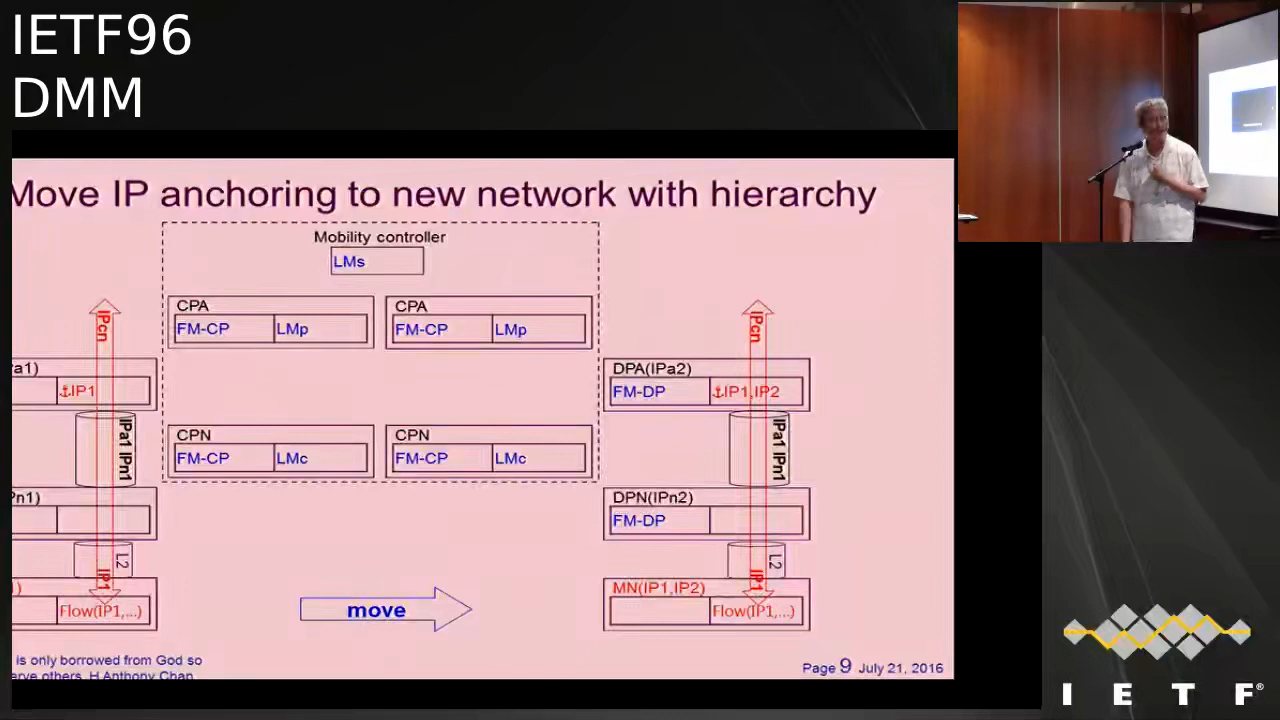 IETF96
DMM
Move IP anchoring to new network with hierarchy
Mobility controller
LMs
CPA
FM-CP LMp
CPA
FM-CP LMp
CPN
FM-CP LMc
CPN
FM-CP LMc
IPcn
a1)
⚓IP1
IPa1 IPn1
Pn1)
L2
IP1
)
Flow(IP1,...)
move
IPcn
DPA(IPa2)
FM-DP ⚓IP1,IP2
IPa1 IPn1
DPN(IPn2)
FM-DP
L2
IP1
MN(IP1,IP2)
Flow(IP1,...)
is only borrowed from God so
erve others, H Anthony Chan
Page 9 July 21, 2016
I E T F®